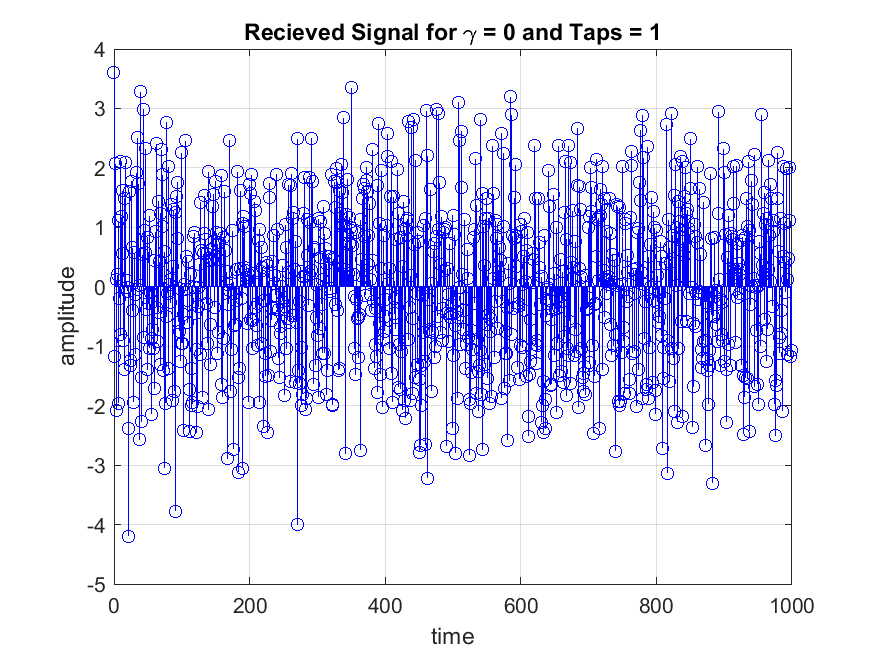 Recieved Signal for γ = 0 and Taps = 1
4
3
2
1
0
-1
-2
-3
-4
-5
amplitude
0 200 400 600 800 1000
time